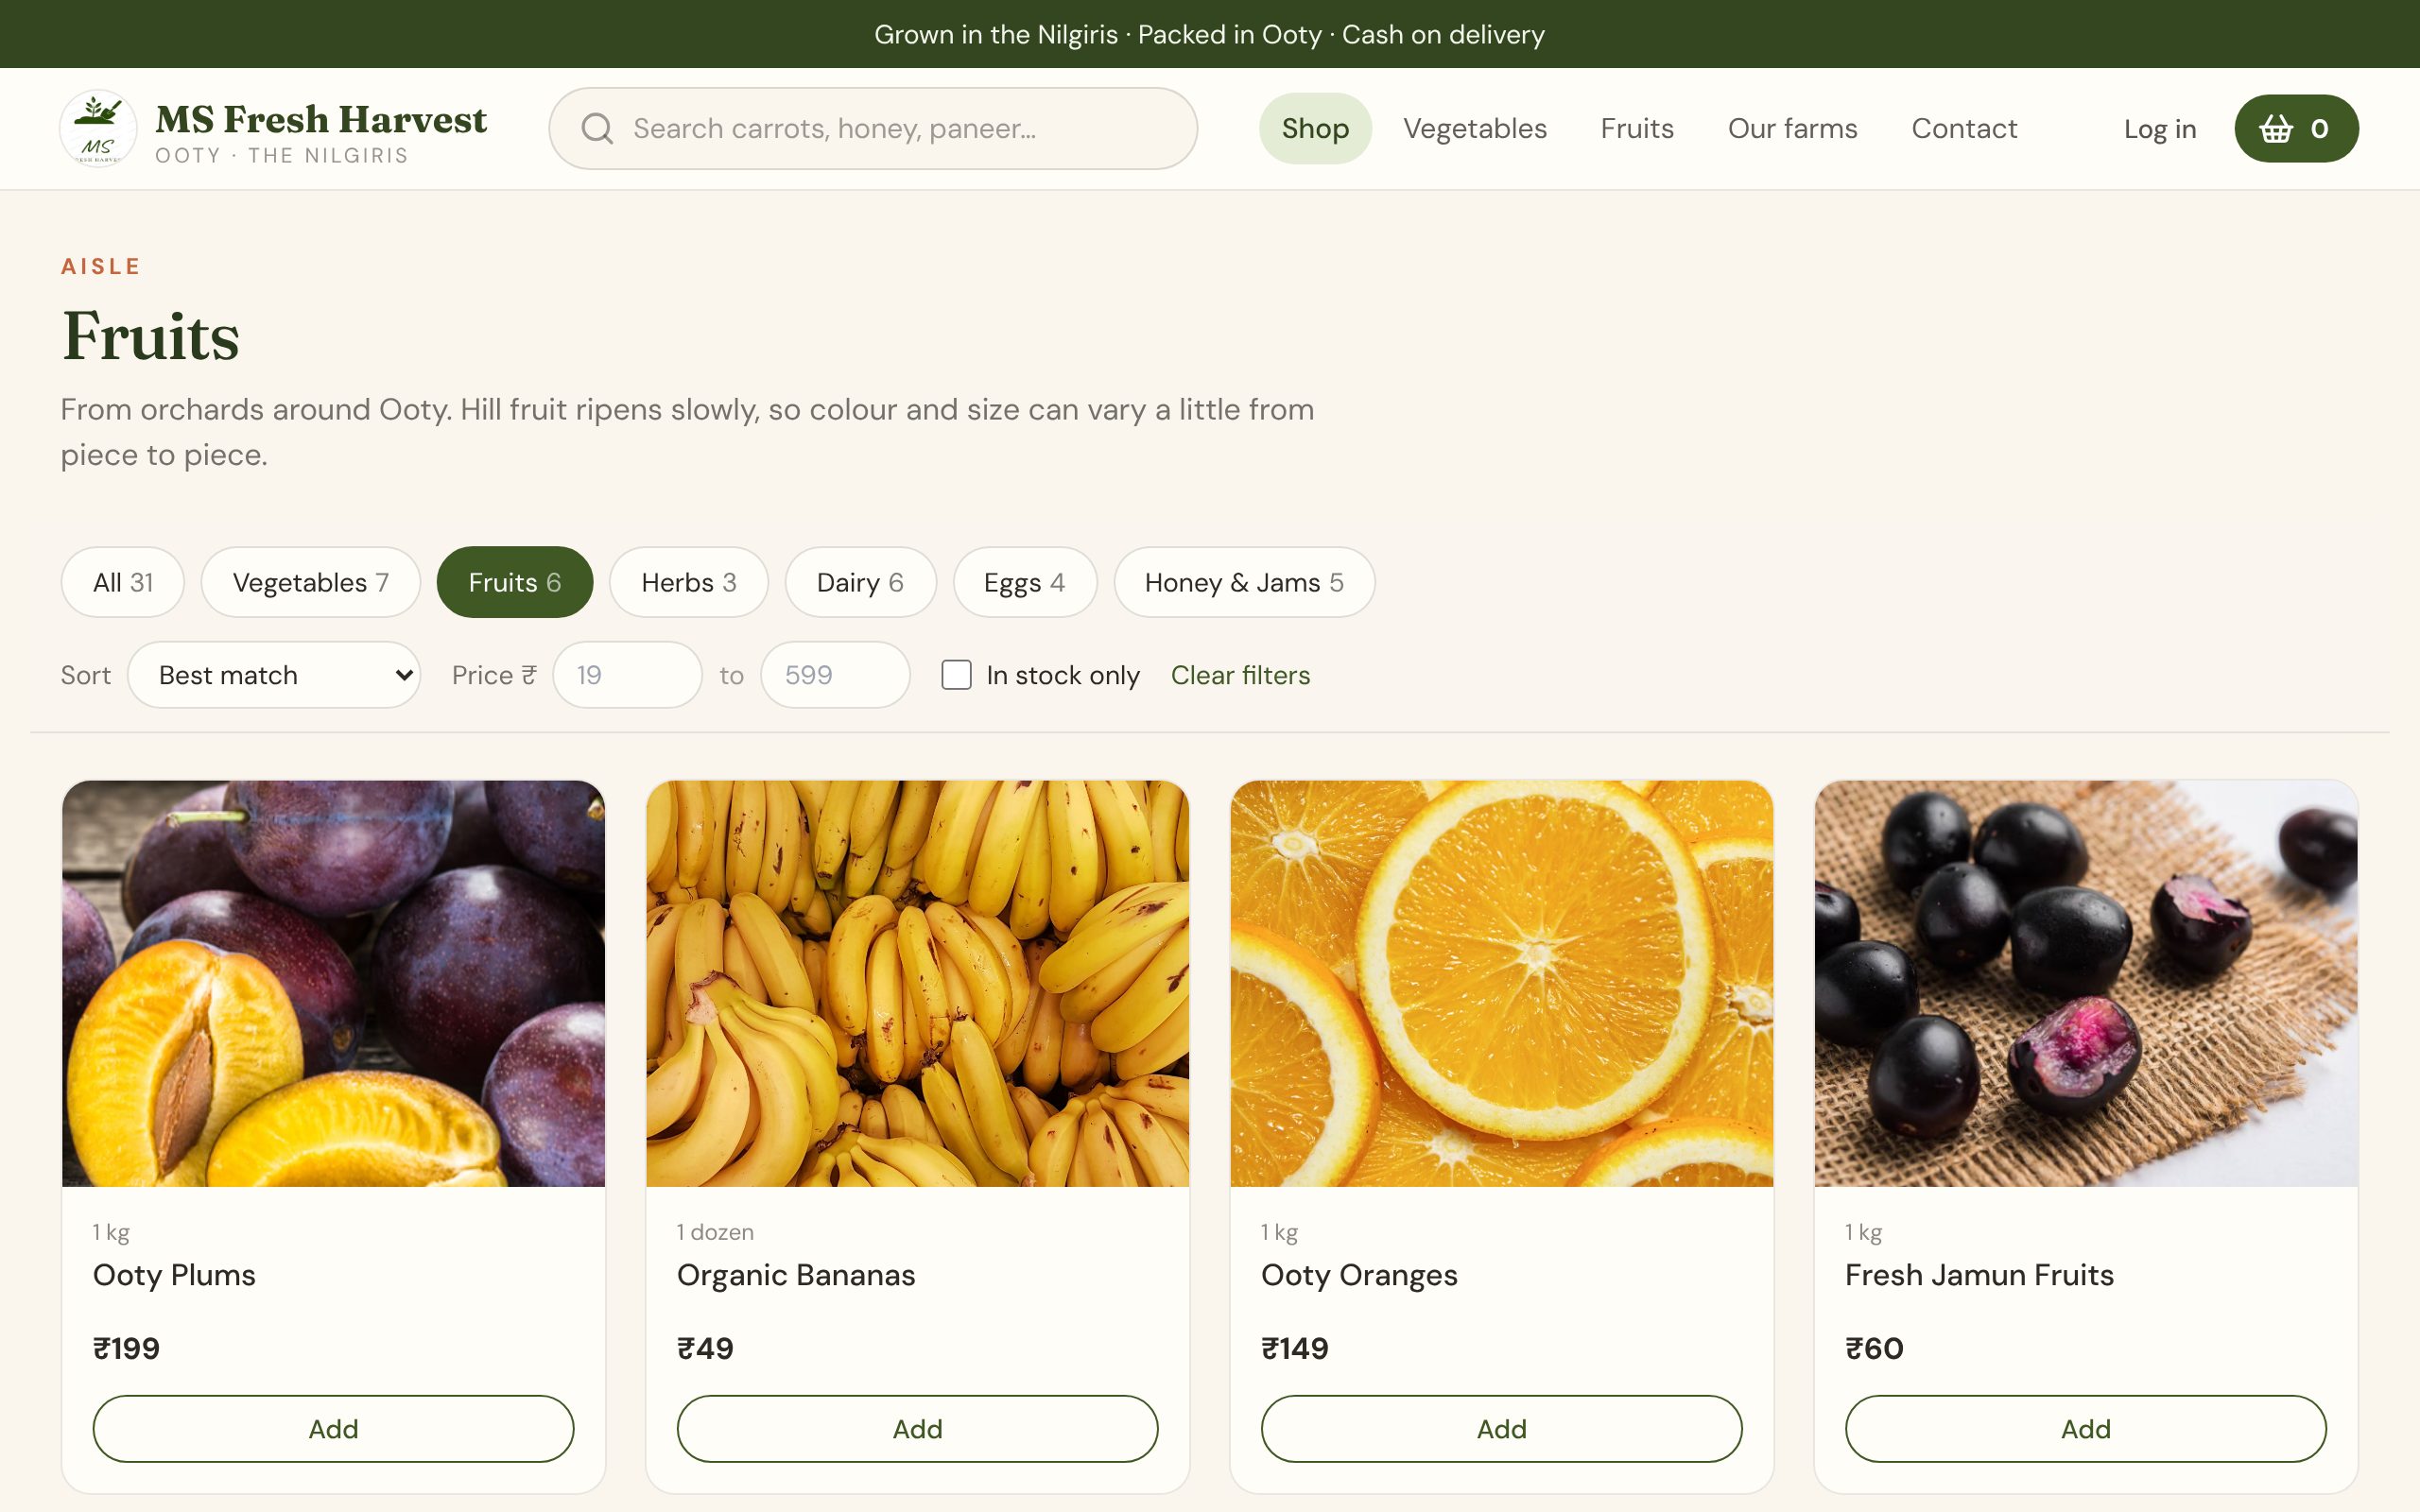 Grown in the Nilgiris · Packed in Ooty · Cash on delivery
MS
MS Fresh Harvest
OOTY · THE NILGIRIS
Search carrots, honey, paneer...
Shop
Vegetables
Fruits
Our farms
Contact
Log in
0
AISLE
Fruits
From orchards around Ooty. Hill fruit ripens slowly, so colour and size can vary a little from
piece to piece.
All 31
Vegetables 7
Fruits 6
Herbs 3
Dairy 6
Eggs 4
Honey & Jams 5
Sort
Best match
Price ₹
19
to
599
In stock only
Clear filters
1 kg
Ooty Plums
₹199
Add
1 dozen
Organic Bananas
₹49
Add
1 kg
Ooty Oranges
₹149
Add
1 kg
Fresh Jamun Fruits
₹60
Add